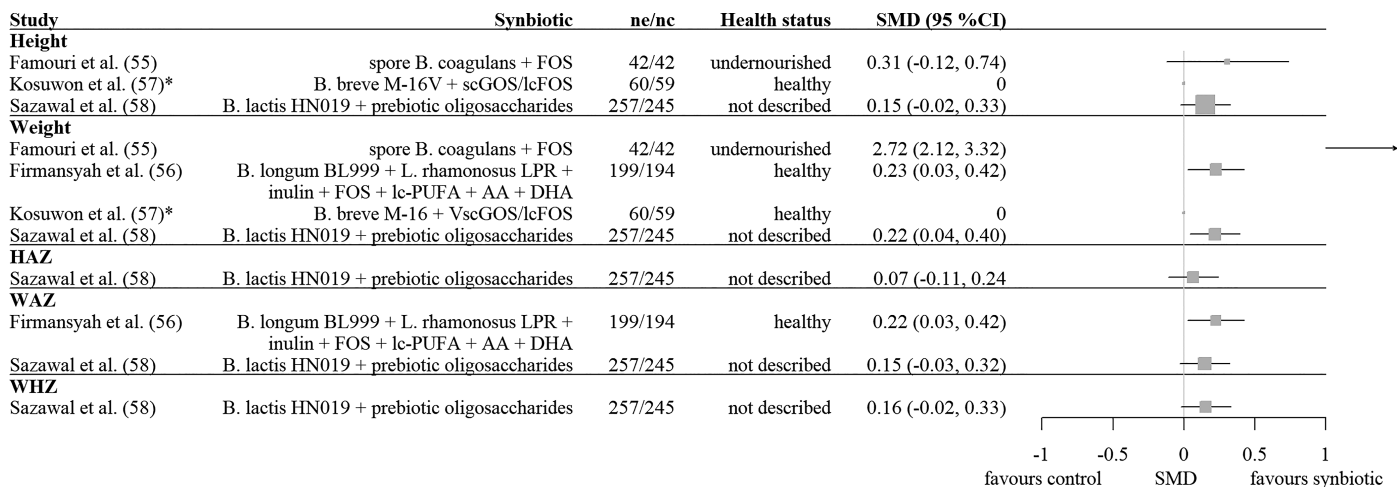 Study Synbiotic ne/nc Health status SMD (95 %CI)
Height
Famouri et al. (55) spore B. coagulans + FOS 42/42 undernourished 0.31 (-0.12, 0.74)
Kosuwon et al. (57)* B. breve M-16V + scGOS/lcFOS 60/59 healthy 0
Sazawal et al. (58) B. lactis HN019 + prebiotic oligosaccharides 257/245 not described 0.15 (-0.02, 0.33)
Weight
Famouri et al. (55) spore B. coagulans + FOS 42/42 undernourished 2.72 (2.12, 3.32)
Firmansyah et al. (56) B. longum BL999 + L. rhamonosus LPR + 199/194 healthy 0.23 (0.03, 0.42)
inulin + FOS + lc-PUFA + AA + DHA
Kosuwon et al. (57)* B. breve M-16 + VscGOS/lcFOS 60/59 healthy 0
Sazawal et al. (58) B. lactis HN019 + prebiotic oligosaccharides 257/245 not described 0.22 (0.04, 0.40)
HAZ
Sazawal et al. (58) B. lactis HN019 + prebiotic oligosaccharides 257/245 not described 0.07 (-0.11, 0.24
WAZ
Firmansyah et al. (56) B. longum BL999 + L. rhamonosus LPR + 199/194 healthy 0.22 (0.03, 0.42)
inulin + FOS + lc-PUFA + AA + DHA
Sazawal et al. (58) B. lactis HN019 + prebiotic oligosaccharides 257/245 not described 0.15 (-0.03, 0.32)
WHZ
Sazawal et al. (58) B. lactis HN019 + prebiotic oligosaccharides 257/245 not described 0.16 (-0.02, 0.33)
-1 -0.5 0 0.5 1
favours control SMD favours synbiotic